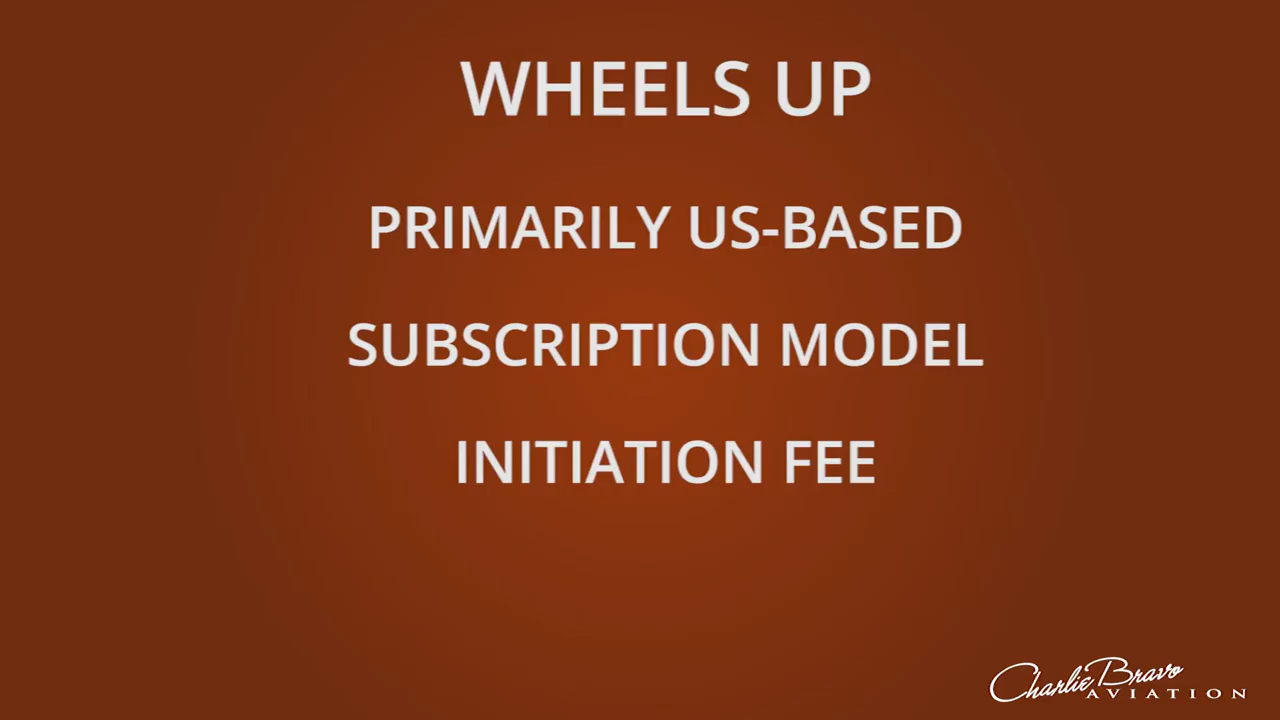 WHEELS UP
PRIMARILY US-BASED
SUBSCRIPTION MODEL
INITIATION FEE
Charlie Bravo
AVIATION